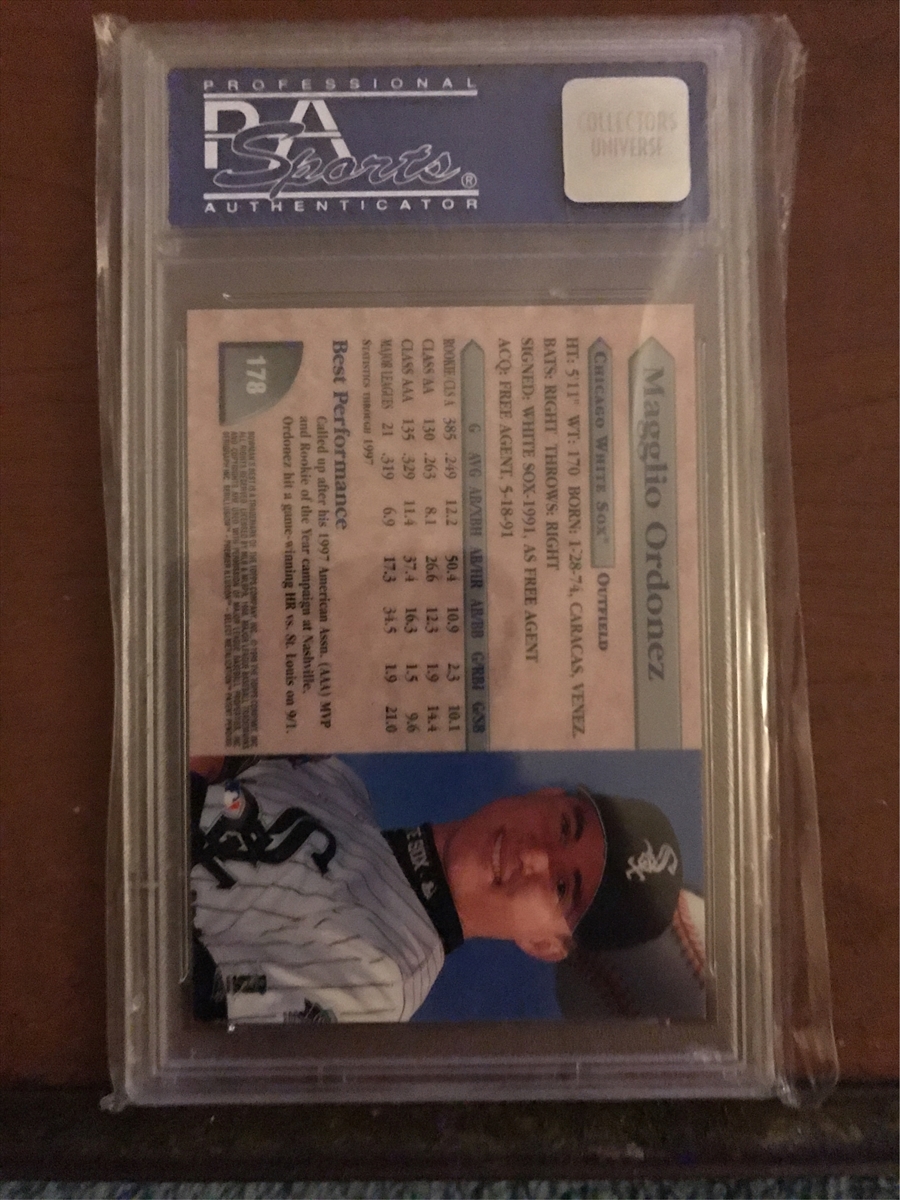 PROFESSIONAL
PSA
Sports®
AUTHENTICATOR
COLLECTORS
UNIVERSE
Magglio Ordonez
CHICAGO WHITE SOX™ OUTFIELD
HT: 5'11" WT: 170 BORN: 1-28-74, CARACAS, VENEZ.
BATS: RIGHT THROWS: RIGHT
SIGNED: WHITE SOX-1991, AS FREE AGENT
ACQ: FREE AGENT, 5-18-91
G AVG AB/XBH AB/HR AB/BB G/RBI G/SB
ROOKIE CLS A 385 .249 12.2 50.4 10.9 2.3 10.1
CLASS AA 130 .263 8.1 26.6 12.3 1.9 14.4
CLASS AAA 135 .329 11.4 37.4 16.3 1.5 9.6
MAJOR LEAGUES 21 .319 6.9 17.3 34.5 1.9 21.0
STATISTICS THROUGH 1997
Best Performance
Called up after his 1997 American Assn. (AAA) MVP
and Rookie of the Year campaign at Nashville,
Ordonez hit a game-winning HR vs. St. Louis on 9/1.
178
Sox
E SOX
Sox